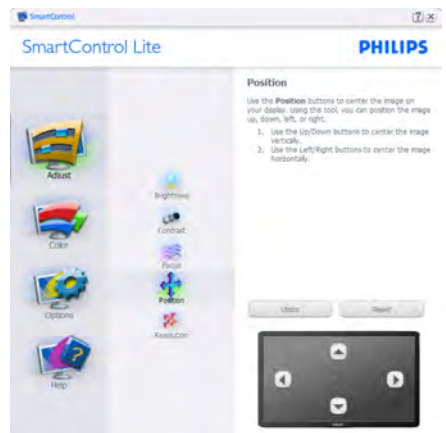 SmartControl
SmartControl Lite
PHILIPS
Position
Use the Position buttons to center the image on
your display. Using the tool, you can position the image
up, down, left, or right.
1. Use the Up/Down buttons to center the image
vertically.
2. Use the Left/Right buttons to center the image
horizontally.
Adjust
Color
Options
Help
Brightness
Contrast
Focus
Position
Resolution
Undo
Reset